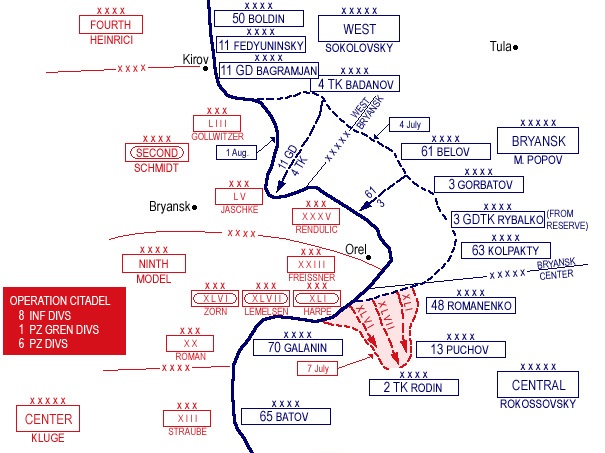 XXXX
FOURTH
HEINRICI
XXXX
50 BOLDIN
XXXX
11 FEDYUNINSKY
XXXX
11 GD BAGRAMJAN
XXXXX
WEST
SOKOLOVSKY
Tula
Kirov
XXXX
XXXX
4 TK BADANOV
XXX
LIII
GOLLWITZER
1 Aug.
11 GD
4 TK
WEST
BRYANSK
XXXXX
4 July
XXXX
61 BELOV
XXXXX
BRYANSK
M. POPOV
XXXX
SECOND
SCHMIDT
XXXX
3 GORBATOV
XXX
LV
JASCHKE
Bryansk
XXX
XXXV
RENDULIC
61
3
XXXX
3 GDTK RYBALKO
(FROM
RESERVE)
XXXX
63 KOLPAKTY
XXXX
Orel
XXXX
NINTH
MODEL
XXX
XXIII
FREISSNER
XXXXX
BRYANSK
CENTER
OPERATION CITADEL
8 INF DIVS
1 PZ GREN DIVS
6 PZ DIVS
XXX
XLVI
ZORN
XXX
XLVII
LEMELSEN
XXX
XLI
HARPE
XLVI
XLVII
XLI
XXXX
48 ROMANENKO
XXX
XX
ROMAN
XXXX
70 GALANIN
XXXX
13 PUCHOV
7 July
XXXX
XXXX
2 TK RODIN
XXXXX
CENTRAL
ROKOSSOVSKY
XXXXX
CENTER
KLUGE
XXX
XIII
STRAUBE
XXXX
65 BATOV